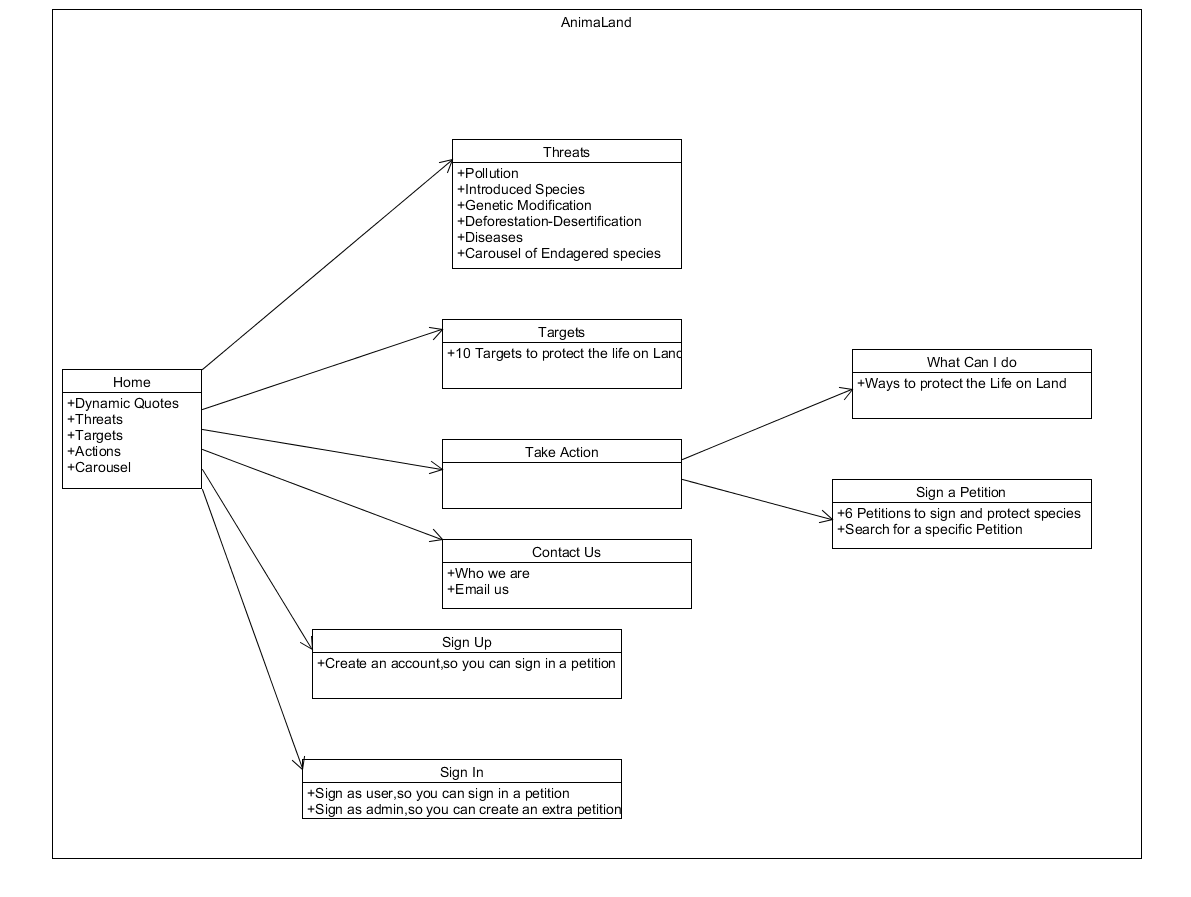 AnimaLand
Threats
+Pollution
+Introduced Species
+Genetic Modification
+Deforestation-Desertification
+Diseases
+Carousel of Endagered species
Targets
+10 Targets to protect the life on Land
Home
+Dynamic Quotes
+Threats
+Targets
+Actions
+Carousel
What Can I do
+Ways to protect the Life on Land
Take Action
Sign a Petition
+6 Petitions to sign and protect species
+Search for a specific Petition
Contact Us
+Who we are
+Email us
Sign Up
+Create an account,so you can sign in a petition
Sign In
+Sign as user,so you can sign in a petition
+Sign as admin,so you can create an extra petition